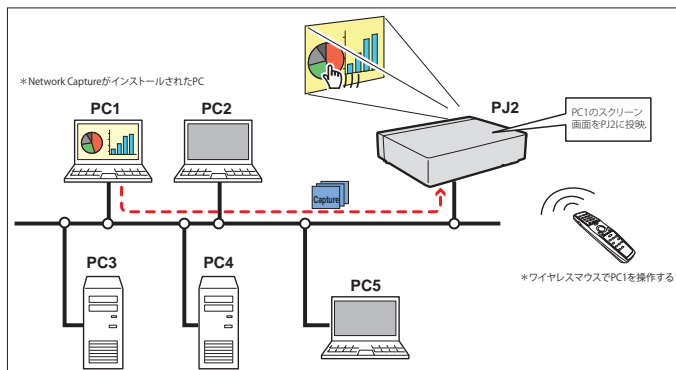 ＊Network CaptureがインストールされたPC
PC1
PC2
PJ2
PC1のスクリーン
画面をPJ2に投映.
Capture
PC3
PC4
PC5
＊ワイヤレスマウスでPC1を操作する